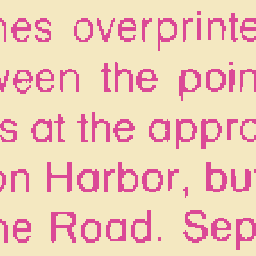 nes overprinte
ween the poin
s at the appro
on Harbor, but
ne Road. Sep